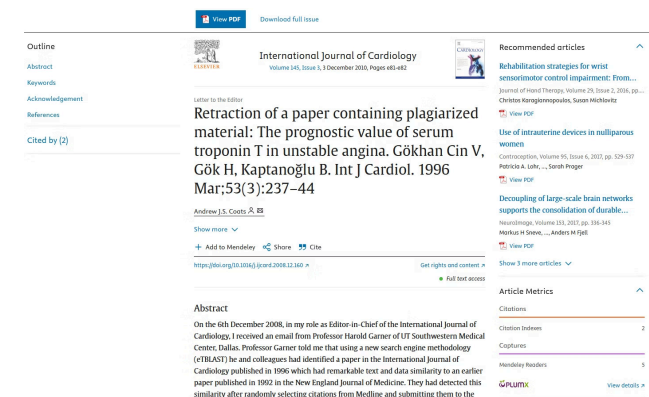 View PDF
Download full issue
Outline
Abstract
Keywords
Acknowledgement
References
Cited by (2)
ELSEVIER
International Journal of Cardiology
Volume 145, Issue 3, 3 December 2010, Pages e81-e82
CARDIOLOGY
Letter to the Editor
Retraction of a paper containing plagiarized
material: The prognostic value of serum
troponin T in unstable angina. Gökhan Cin V,
Gök H, Kaptanoğlu B. Int J Cardiol. 1996
Mar;53(3):237–44
Andrew J.S. Coats
Show more
+ Add to Mendeley Share Cite
https://doi.org/10.1016/j.ijcard.2008.12.160
Get rights and content
Full text access
Abstract
On the 6th December 2008, in my role as Editor-in-Chief of the International Journal of
Cardiology, I received an email from Professor Harold Garner of UT Southwestern Medical
Center, Dallas. Professor Garner told me that using a new search engine methodology
(eTBLAST) he and colleagues had identified a paper in the International Journal of
Cardiology published in 1996 which had remarkable text and data similarity to an earlier
paper published in 1992 in the New England Journal of Medicine. They had detected this
similarity after randomly selecting citations from Medline and submitting them to the
Recommended articles
Rehabilitation strategies for wrist
sensorimotor control impairment: From…
Journal of Hand Therapy, Volume 29, Issue 2, 2016, pp.…
Christos Karagiannopoulos, Susan Michlovitz
View PDF
Use of intrauterine devices in nulliparous
women
Contraception, Volume 95, Issue 6, 2017, pp. 529-537
Patricia A. Lohr, …, Sarah Prager
View PDF
Decoupling of large-scale brain networks
supports the consolidation of durable…
NeuroImage, Volume 153, 2017, pp. 336-345
Markus H Sneve, …, Anders M Fjell
View PDF
Show 3 more articles
Article Metrics
Citations
Citation Indexes 2
Captures
Mendeley Readers 5
PLUMX
View details